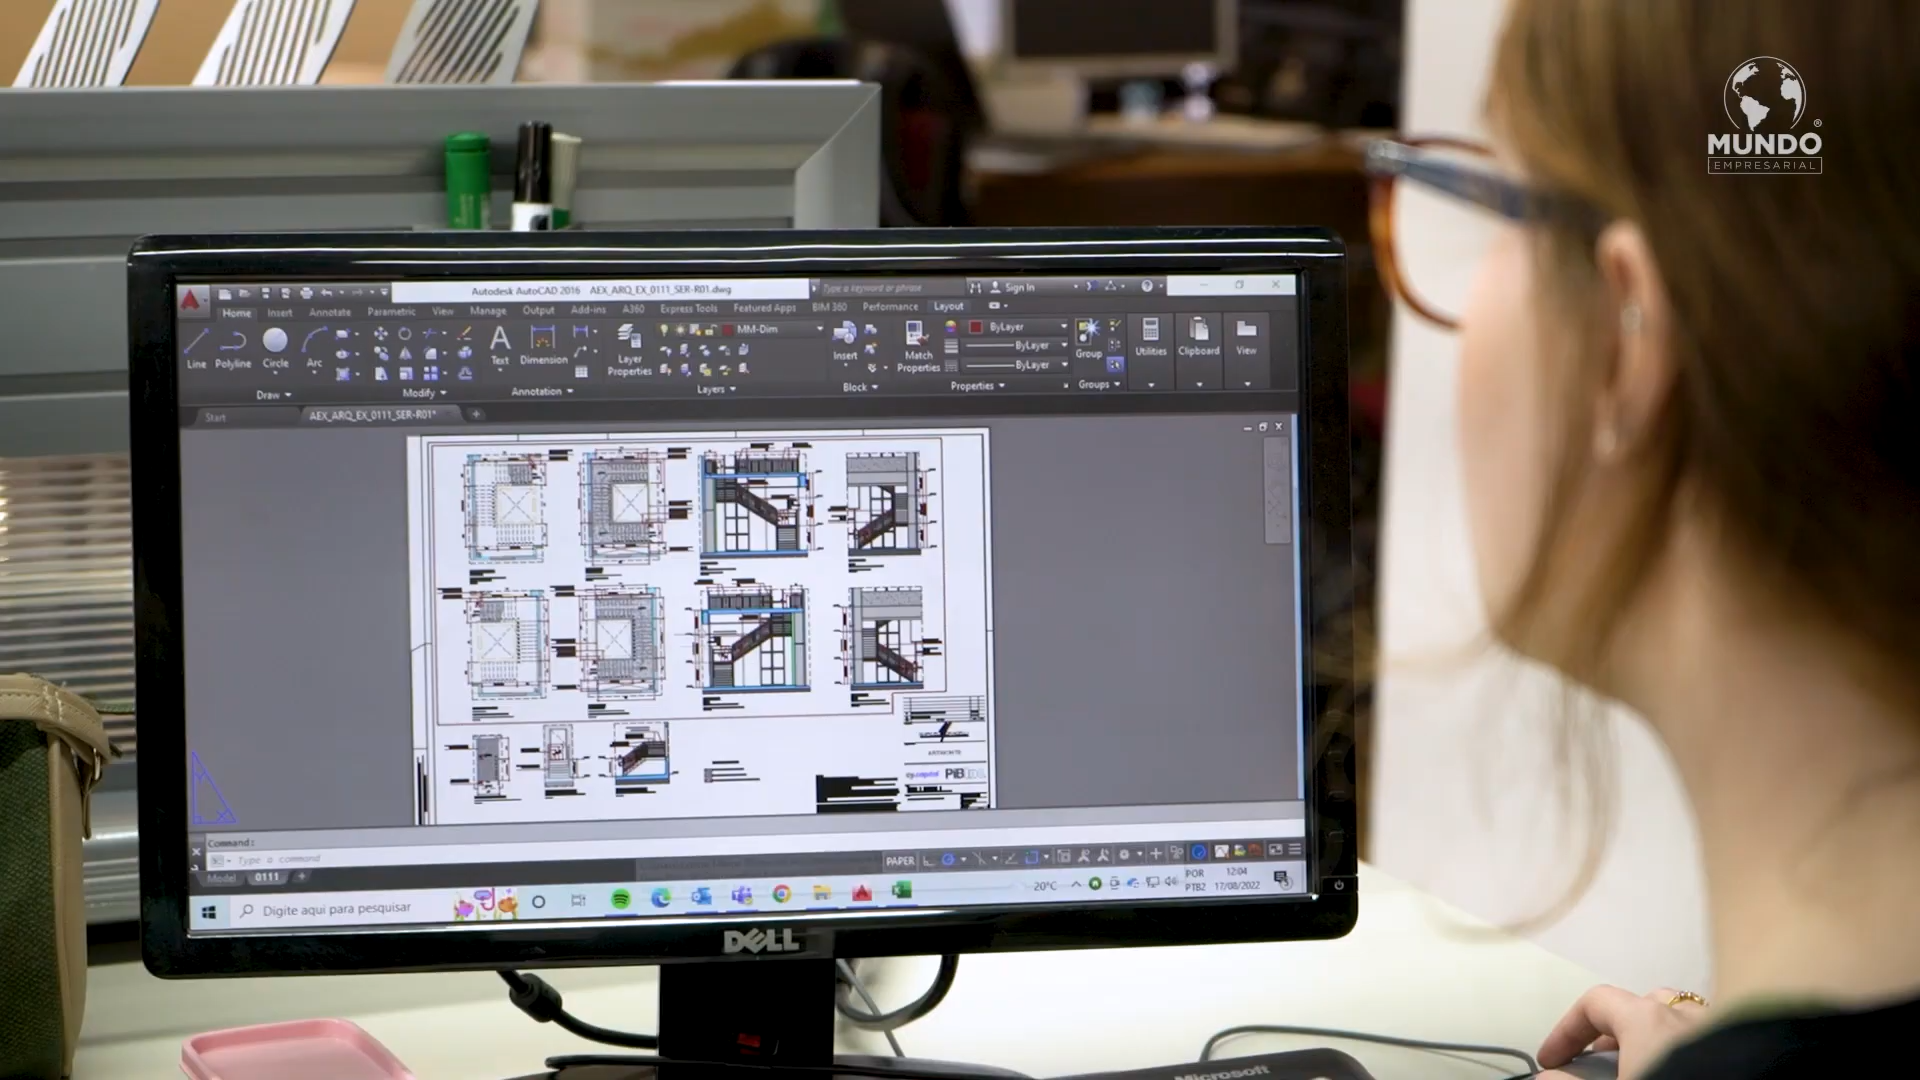 MUNDO
EMPRESARIAL
Autodesk AutoCAD 2016 AEX_ARQ_EX_0111_SER-R01.dwg
Type a keyword or phrase
Sign In
Home Insert Annotate Parametric View Manage Output Add-ins A360 Express Tools Featured Apps BIM 360 Performance Layout
MM-Dim
ByLayer
ByLayer
ByLayer
Line Polyline Circle Arc
Text Dimension
Layer Properties
Insert
Match Properties
Group
Utilities Clipboard View
Draw Modify Annotation Layers Block Properties Groups
Start AEX_ARQ_EX_0111_SER-R01*
Command:
Type a command
PAPER
Model 0111
Digite aqui para pesquisar
20°C
POR
PTB2
12:04
17/08/2022
DELL
Microsoft